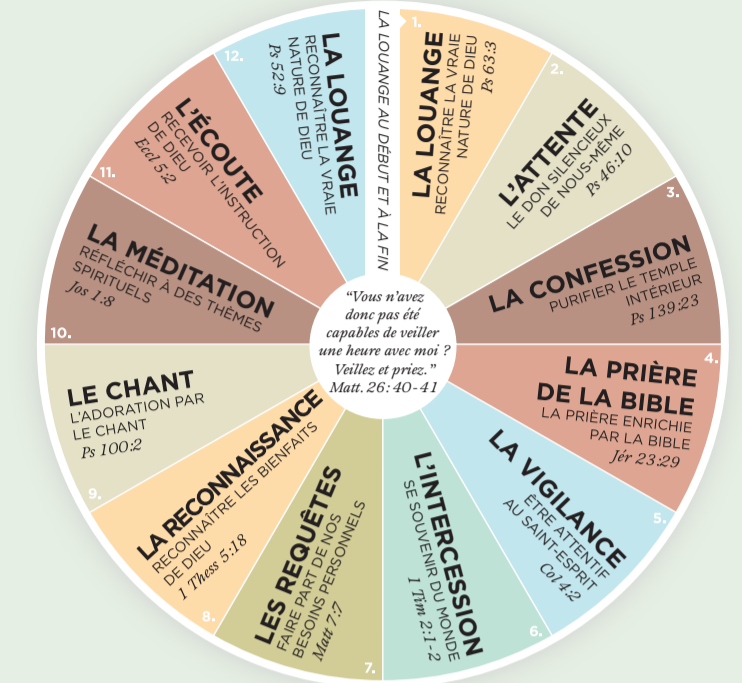 LA LOUANGE AU DÉBUT ET À LA FIN
1.
LA LOUANGE
RECONNAÎTRE LA VRAIE
NATURE DE DIEU
Ps 63:3
2.
L'ATTENTE
LE DON SILENCIEUX
DE NOUS-MÊME
Ps 46:10
3.
LA CONFESSION
PURIFIER LE TEMPLE
INTÉRIEUR
Ps 139:23
4.
LA PRIÈRE
DE LA BIBLE
LA PRIÈRE ENRICHIE
PAR LA BIBLE
Jér 23:29
5.
LA VIGILANCE
ÊTRE ATTENTIF
AU SAINT-ESPRIT
Col 4:2
6.
L'INTERCESSION
SE SOUVENIR DU MONDE
1 Tim 2:1-2
7.
LES REQUÊTES
FAIRE PART DE NOS
BESOINS PERSONNELS
Matt 7:7
8.
LA RECONNAISSANCE
RECONNAÎTRE LES BIENFAITS
DE DIEU
1 Thess 5:18
9.
LE CHANT
L'ADORATION PAR
LE CHANT
Ps 100:2
10.
LA MÉDITATION
RÉFLÉCHIR À DES THÈMES
SPIRITUELS
Jos 1:8
11.
L'ÉCOUTE
RECEVOIR L'INSTRUCTION
DE DIEU
Eccl 5:2
12.
LA LOUANGE
RECONNAÎTRE LA VRAIE
NATURE DE DIEU
Ps 52:9
“Vous n'avez
donc pas été
capables de veiller
une heure avec moi ?
Veillez et priez.”
Matt. 26:40-41